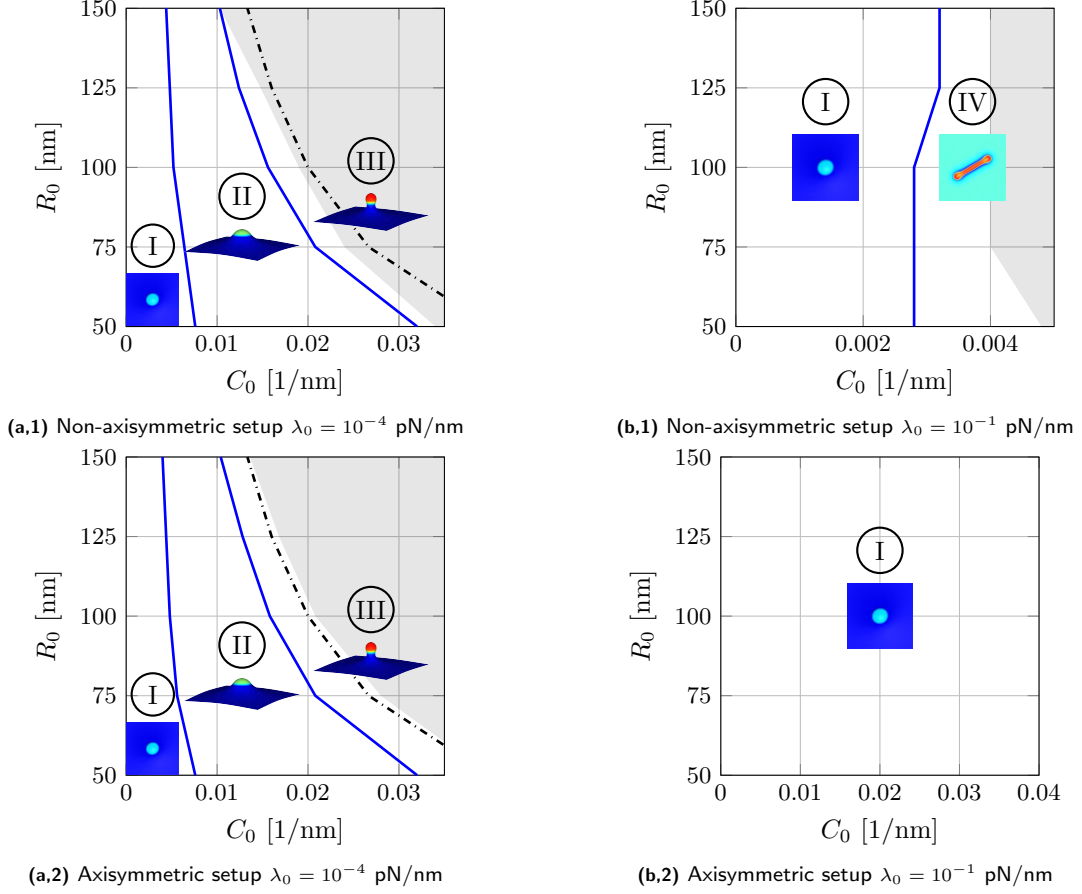 150
125
100
75
50
R₀ [nm]
I
II
III
0
0.01
0.02
0.03
C₀ [1/nm]
(a,1) Non-axisymmetric setup λ₀ = 10⁻⁴ pN/nm
150
125
100
75
50
R₀ [nm]
I
IV
0
0.002
0.004
C₀ [1/nm]
(b,1) Non-axisymmetric setup λ₀ = 10⁻¹ pN/nm
150
125
100
75
50
R₀ [nm]
I
II
III
0
0.01
0.02
0.03
C₀ [1/nm]
(a,2) Axisymmetric setup λ₀ = 10⁻⁴ pN/nm
150
125
100
75
50
R₀ [nm]
I
0
0.01
0.02
0.03
0.04
C₀ [1/nm]
(b,2) Axisymmetric setup λ₀ = 10⁻¹ pN/nm